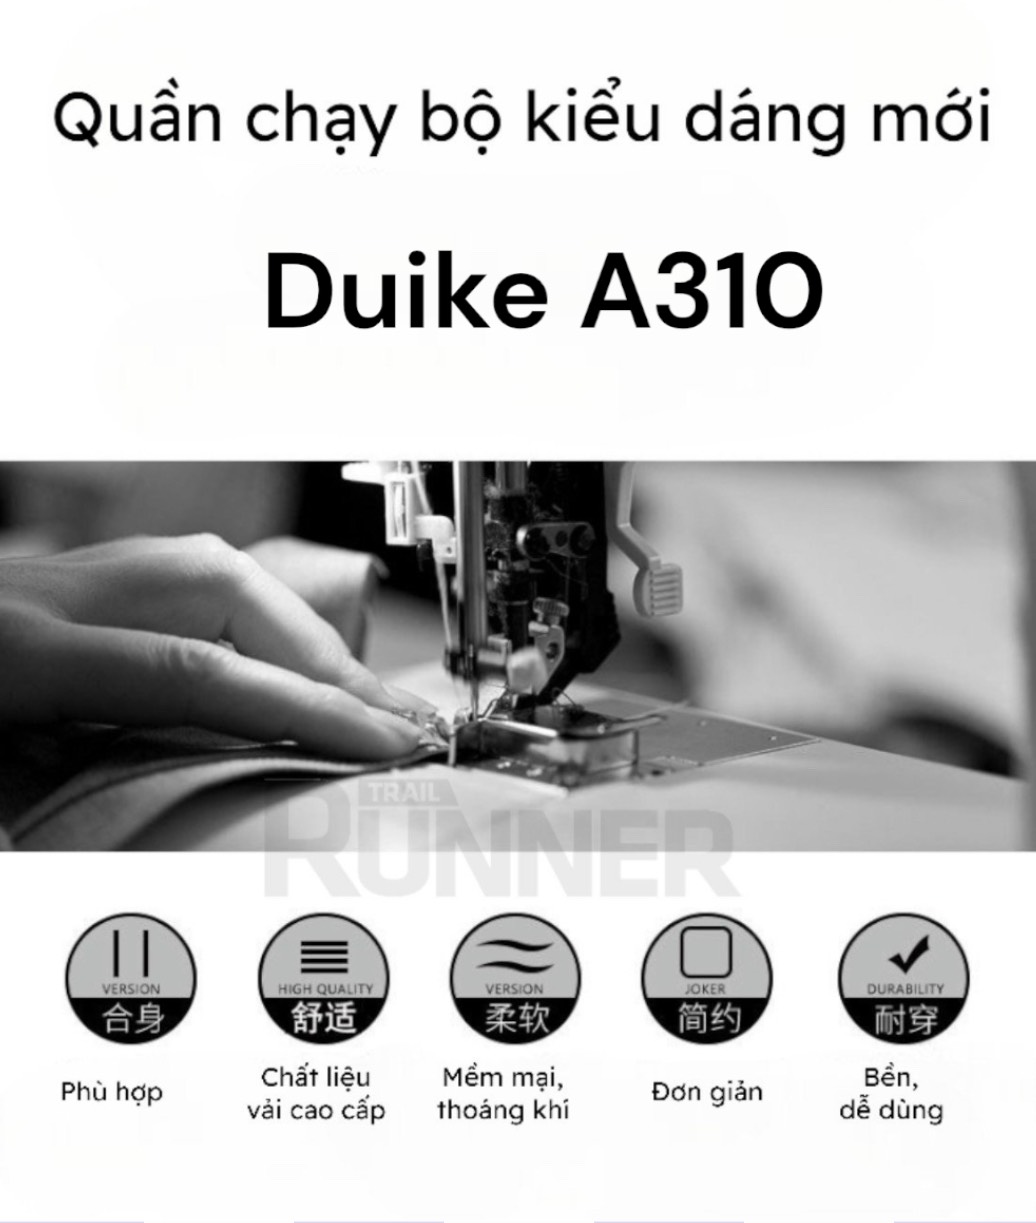 Quần chạy bộ kiểu dáng mới
Duike A310
TRAIL
RUNNER
VERSION
合身
HIGH QUALITY
舒适
VERSION
柔软
JOKER
简约
DURABILITY
耐穿
Phù hợp
Chất liệu
vải cao cấp
Mềm mại,
thoáng khí
Đơn giản
Bền,
dễ dùng